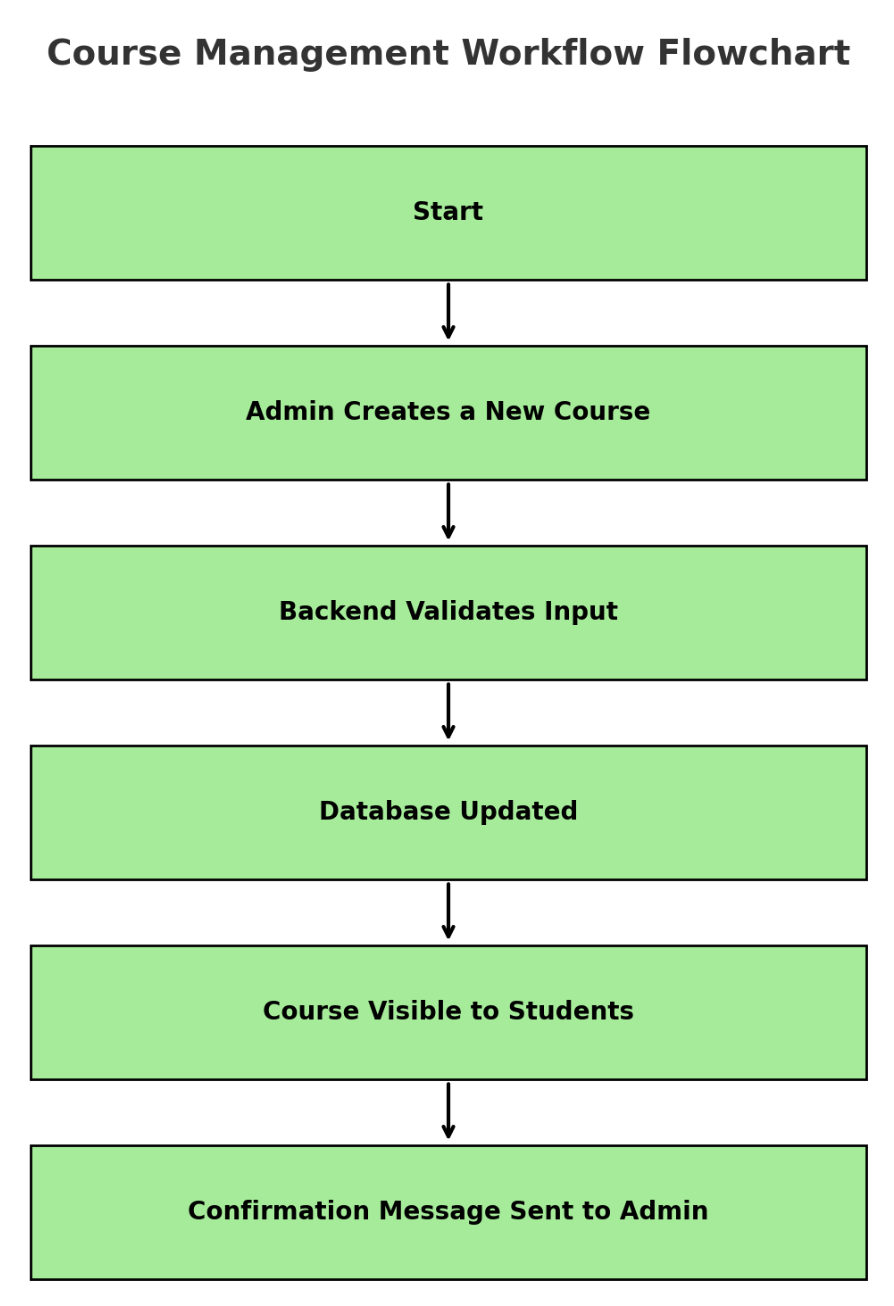 Course Management Workflow Flowchart
Start
Admin Creates a New Course
Backend Validates Input
Database Updated
Course Visible to Students
Confirmation Message Sent to Admin